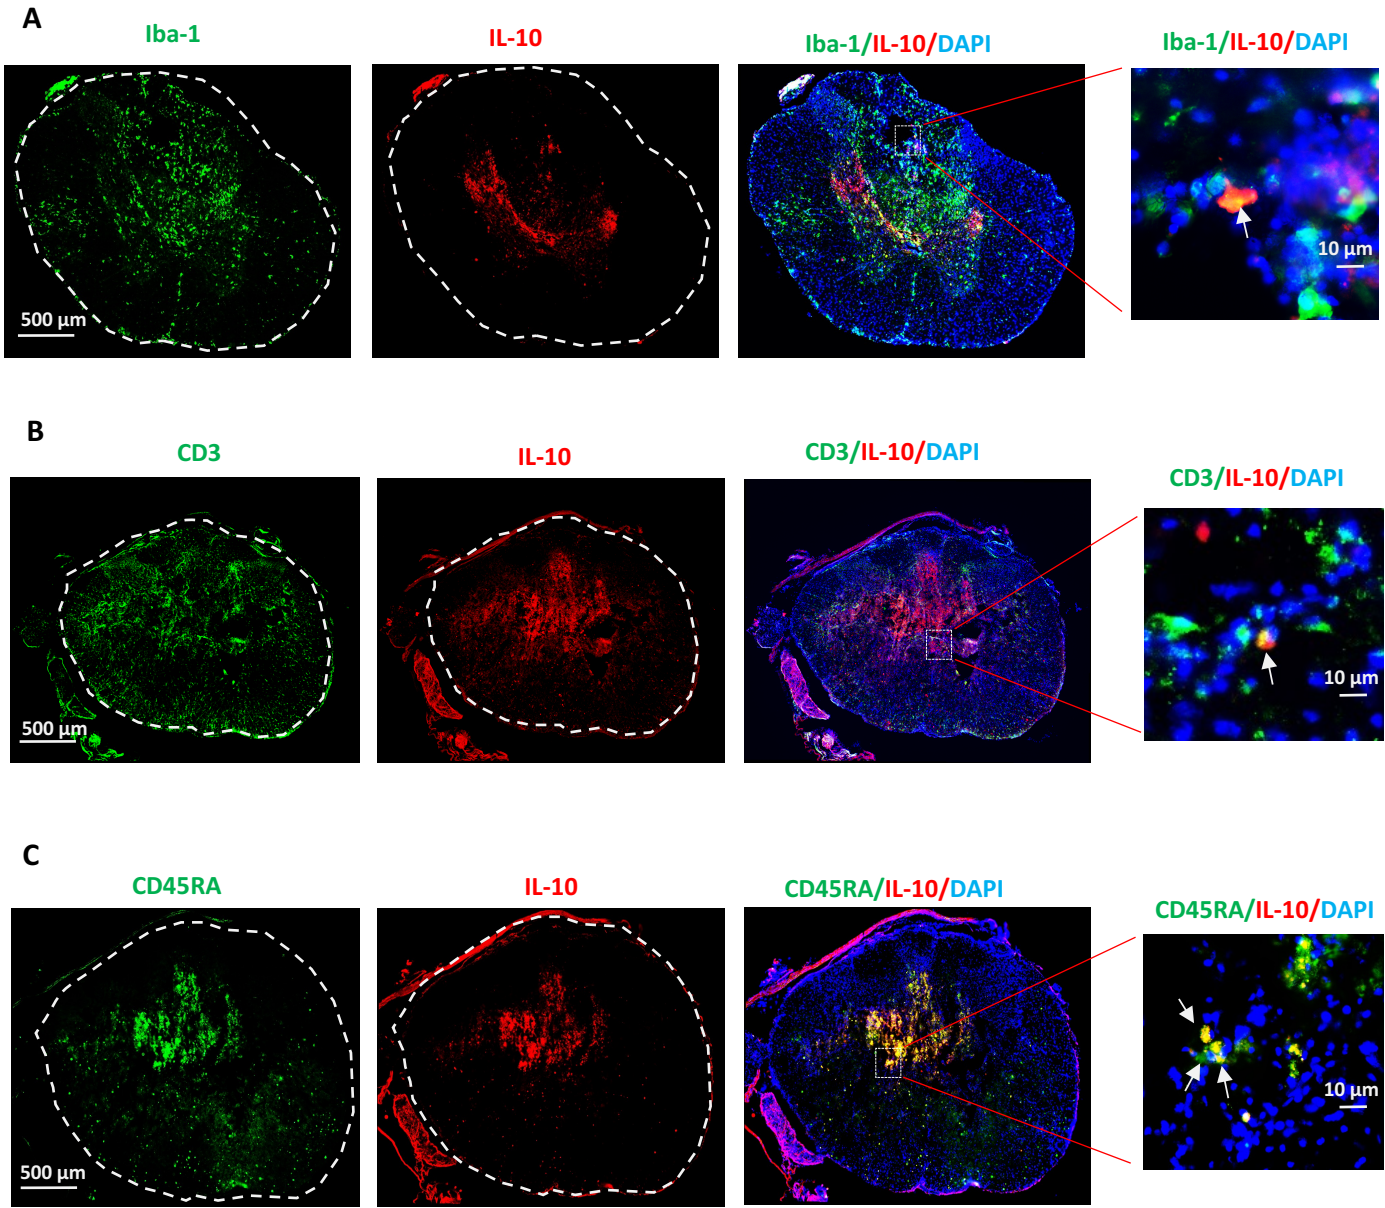 A
Iba-1
IL-10
Iba-1/IL-10/DAPI
Iba-1/IL-10/DAPI
500 µm
10 µm
B
CD3
IL-10
CD3/IL-10/DAPI
CD3/IL-10/DAPI
500 µm
10 µm
C
CD45RA
IL-10
CD45RA/IL-10/DAPI
CD45RA/IL-10/DAPI
500 µm
10 µm